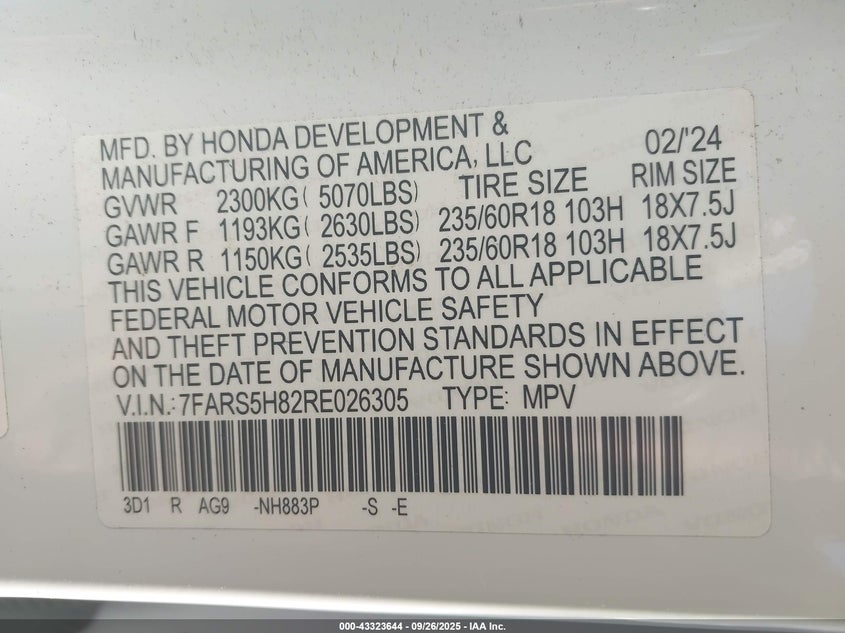 MFD. BY HONDA DEVELOPMENT &
MANUFACTURING OF AMERICA, LLC 02/'24
GVWR 2300KG( 5070LBS) TIRE SIZE RIM SIZE
GAWR F 1193KG( 2630LBS) 235/60R18 103H 18X7.5J
GAWR R 1150KG( 2535LBS) 235/60R18 103H 18X7.5J
THIS VEHICLE CONFORMS TO ALL APPLICABLE
FEDERAL MOTOR VEHICLE SAFETY
AND THEFT PREVENTION STANDARDS IN EFFECT
ON THE DATE OF MANUFACTURE SHOWN ABOVE.
V.I.N.: 7FARS5H82RE026305 TYPE: MPV
3D1 R AG9 -NH883P -S -E
000-43323644 - 09/26/2025 - IAA Inc.